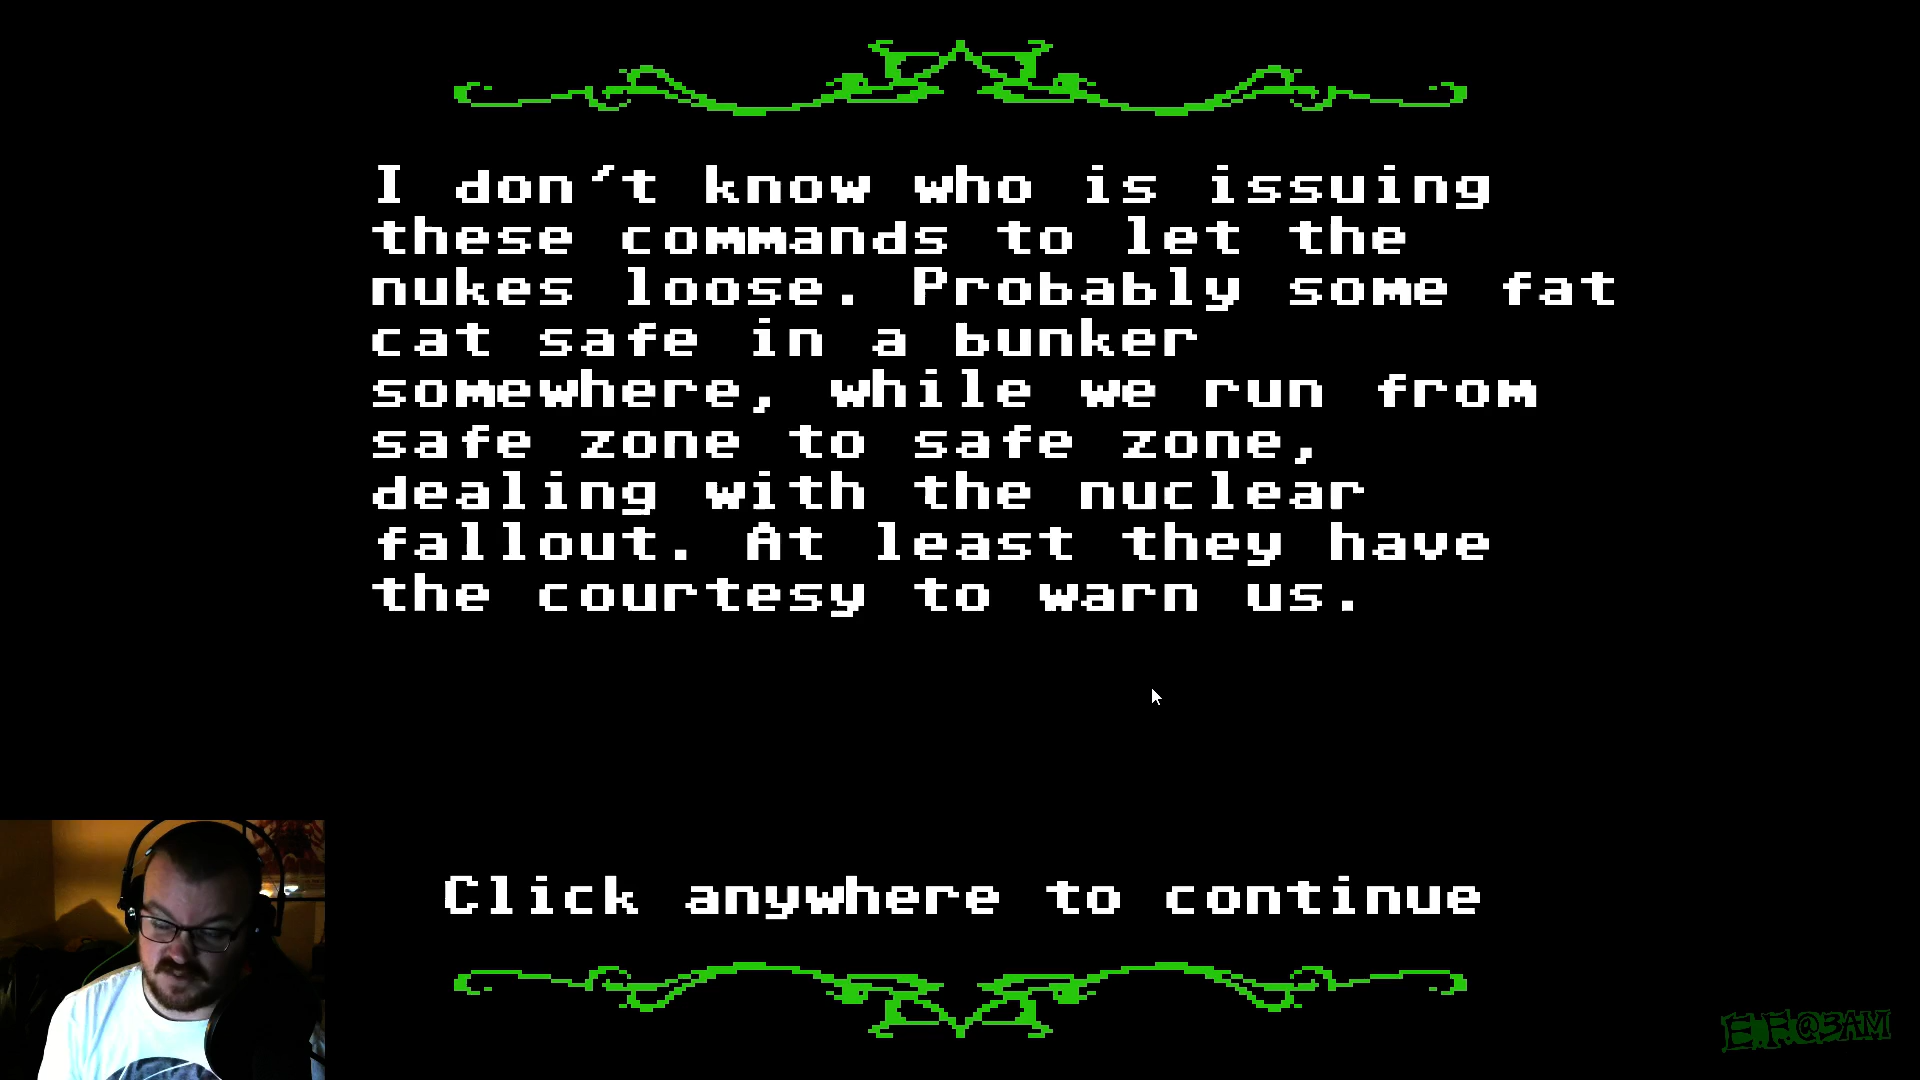 I don't know who is issuing
these commands to let the
nukes loose. Probably some fat
cat safe in a bunker
somewhere, while we run from
safe zone to safe zone,
dealing with the nuclear
fallout. At least they have
the courtesy to warn us.
Click anywhere to continue
E.F.@3AM